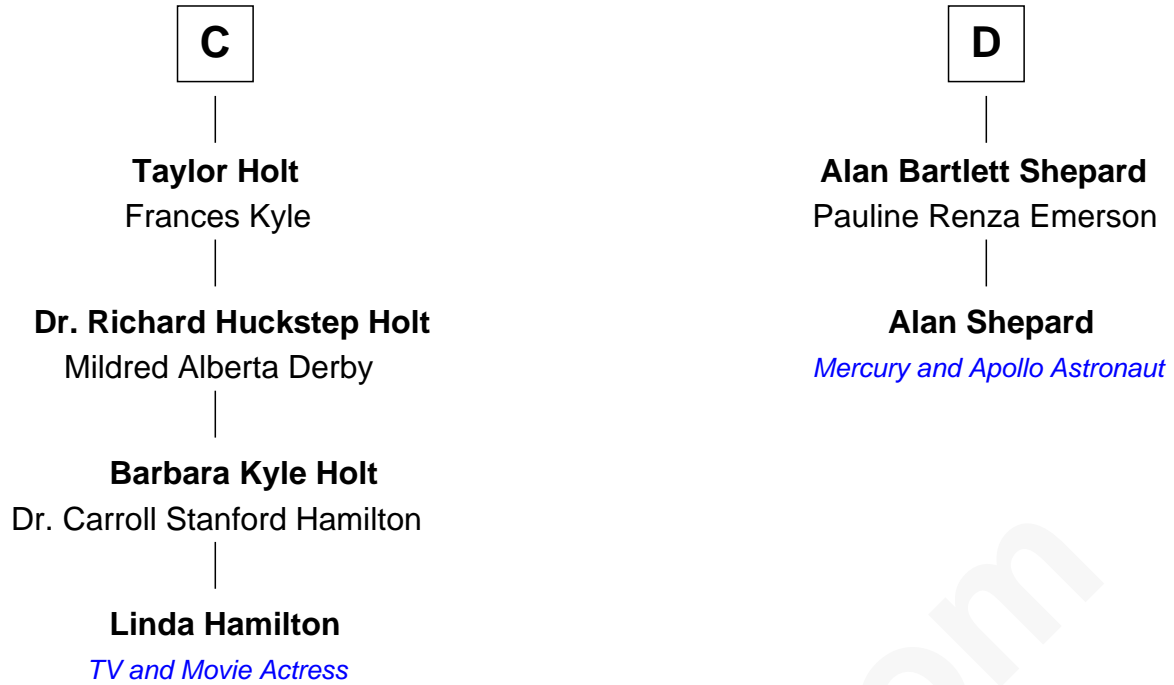 C
Taylor Holt
Frances Kyle
Dr. Richard Huckstep Holt
Mildred Alberta Derby
Barbara Kyle Holt
Dr. Carroll Stanford Hamilton
Linda Hamilton
TV and Movie Actress
D
Alan Bartlett Shepard
Pauline Renza Emerson
Alan Shepard
Mercury and Apollo Astronaut
om